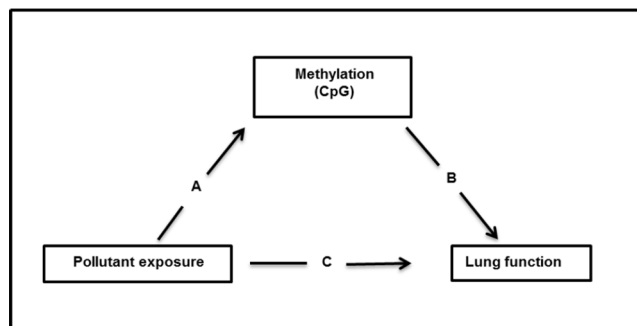 Methylation
(CpG)
A
B
Pollutant exposure
C
Lung function